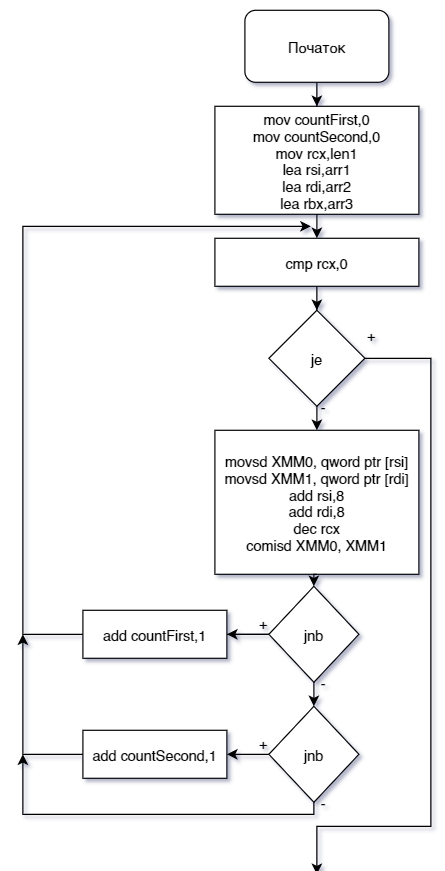 Початок
mov countFirst,0
mov countSecond,0
mov rcx,len1
lea rsi,arr1
lea rdi,arr2
lea rbx,arr3
cmp rcx,0
+
je
-
movsd XMM0, qword ptr [rsi]
movsd XMM1, qword ptr [rdi]
add rsi,8
add rdi,8
dec rcx
comisd XMM0, XMM1
add countFirst,1
+
jnb
-
add countSecond,1
+
jnb
-